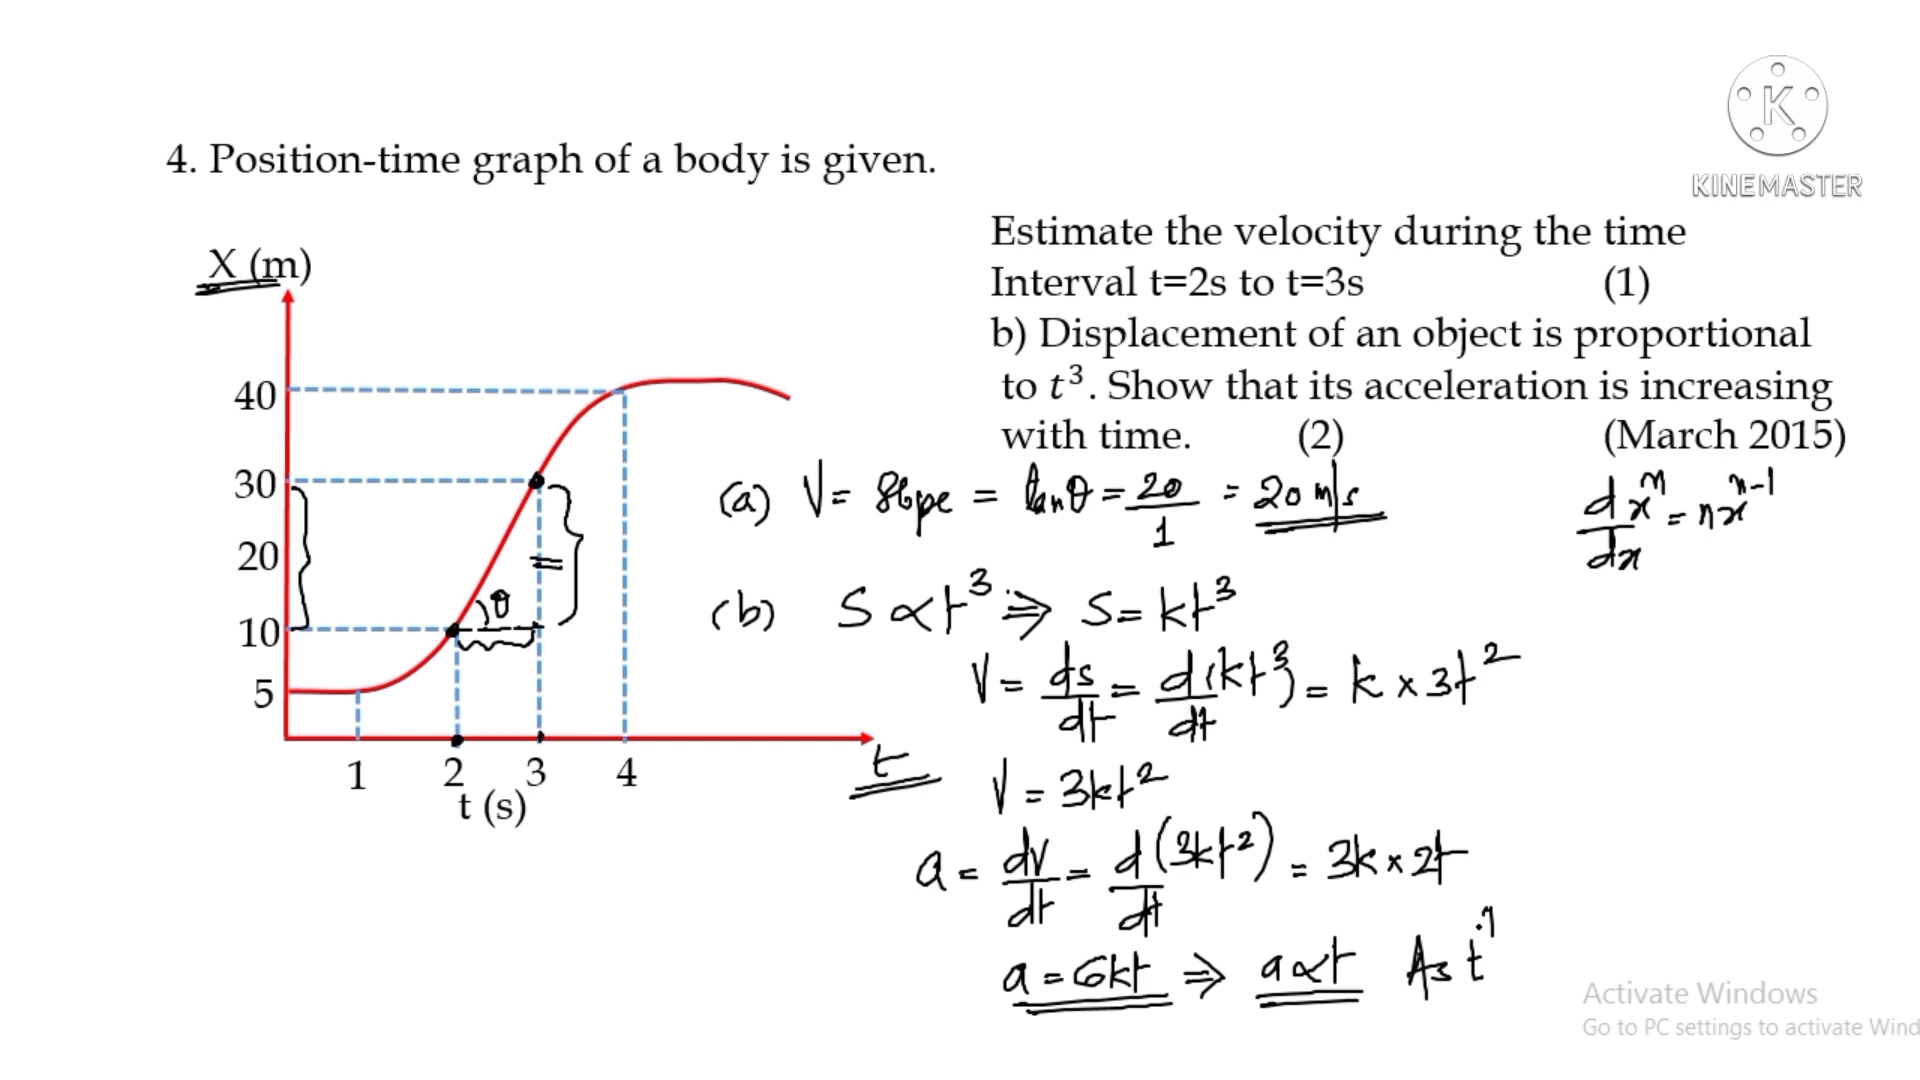 KINEMASTER
4. Position-time graph of a body is given.
Estimate the velocity during the time
Interval t=2s to t=3s (1)
b) Displacement of an object is proportional
to t³. Show that its acceleration is increasing
with time. (2) (March 2015)
X (m)
40
30
20
10
5
θ
1 2 3 4
t (s)
t
(a) V = Slope = tanθ = 20/1 = 20 m/s
d/dx xⁿ = nxⁿ⁻¹
(b) S ∝ t³ ⇒ S = kt³
V = ds/dt = d(kt³)/dt = k × 3t²
V = 3kt²
a = dV/dt = d(3kt²)/dt = 3k × 2t
a = 6kt ⇒ a ∝ t As t
Activate Windows
Go to PC settings to activate Wind